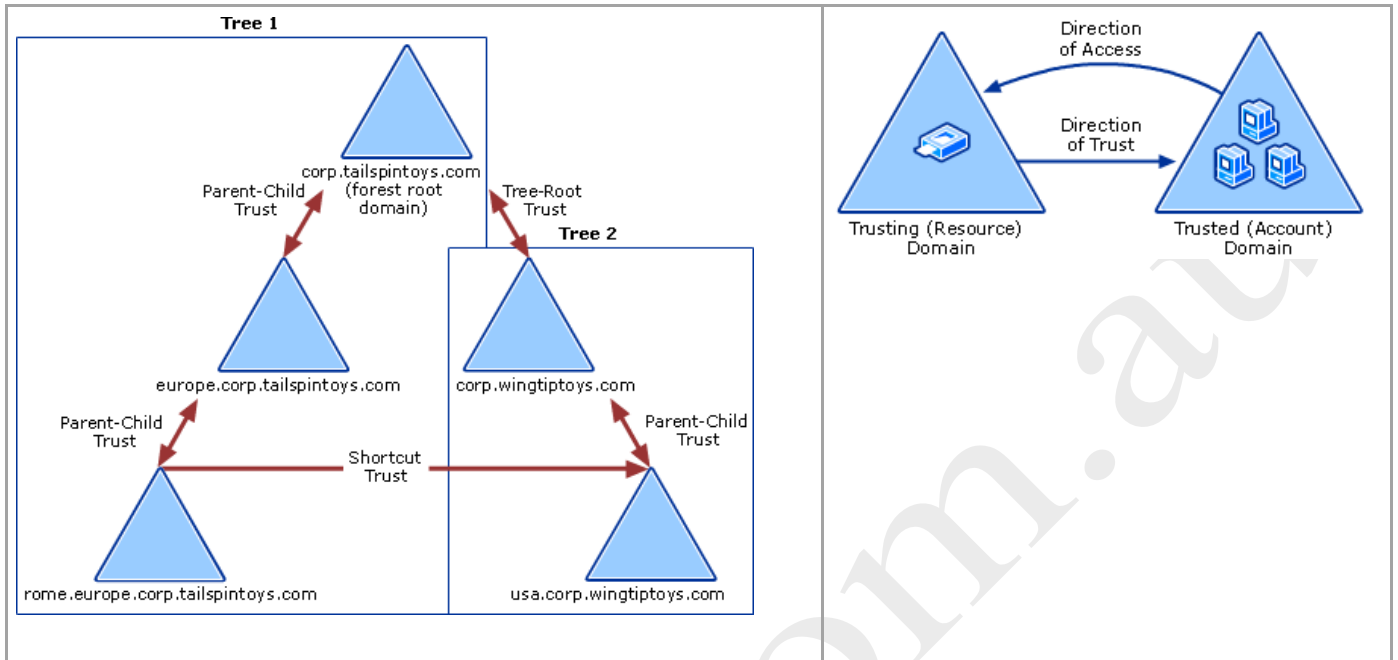 Tree 1
corp.tailspintoys.com
(forest root
domain)
Parent-Child
Trust
Tree-Root
Trust
Tree 2
europe.corp.tailspintoys.com
corp.wingtiptoys.com
Parent-Child
Trust
Parent-Child
Trust
Shortcut
Trust
rome.europe.corp.tailspintoys.com
usa.corp.wingtiptoys.com
Direction
of Access
Direction
of Trust
Trusting (Resource)
Domain
Trusted (Account)
Domain
om.au